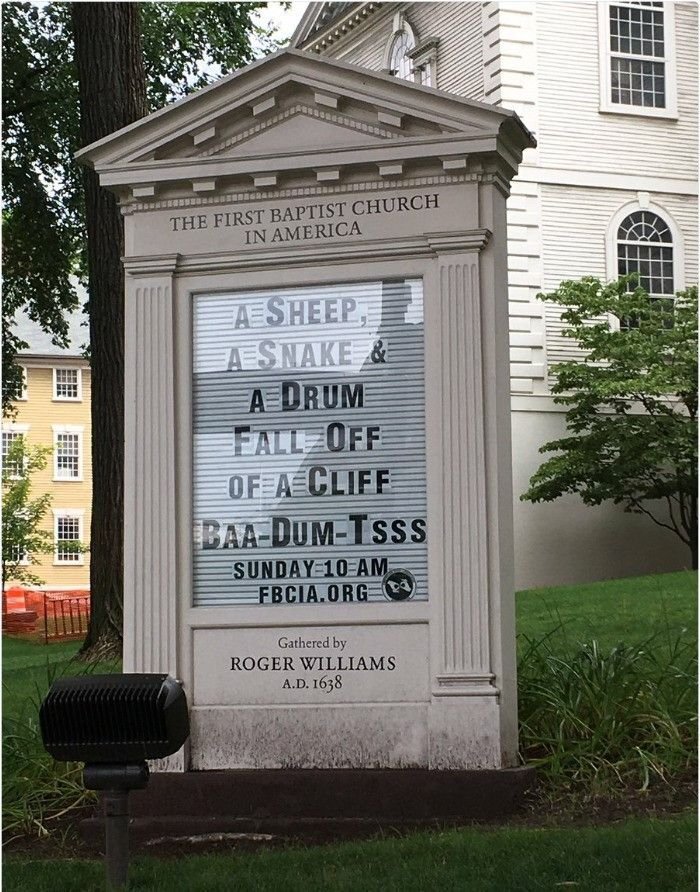 THE FIRST BAPTIST CHURCH
IN AMERICA
A SHEEP,
A SNAKE &
A DRUM
FALL OFF
OF A CLIFF
BAA-DUM-TSSS
SUNDAY 10 AM
FBCIA.ORG
Gathered by
ROGER WILLIAMS
A.D. 1638